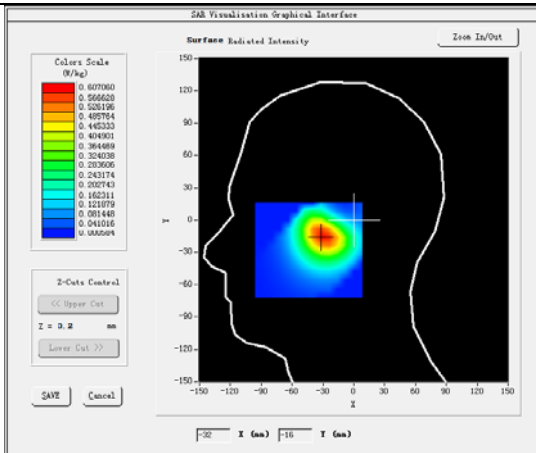 SAR Visualisation Graphical Interface
Surface Radiated Intensity
Zoom In/Out
Colors Scale
(W/kg)
0.607060
0.566628
0.526196
0.485764
0.445333
0.404901
0.364469
0.324038
0.283606
0.243174
0.202743
0.162311
0.121879
0.081448
0.041016
0.000584
150
120
90
60
30
0
-30
-60
-90
-120
-150
Y
-150 -120 -90 -60 -30 0 30 60 90 120 150
X
Z-Cuts Control
<< Upper Cut
Z = 3.2 mm
Lower Cut >>
SAVE Cancel
-32 X (mm) -16 Y (mm)